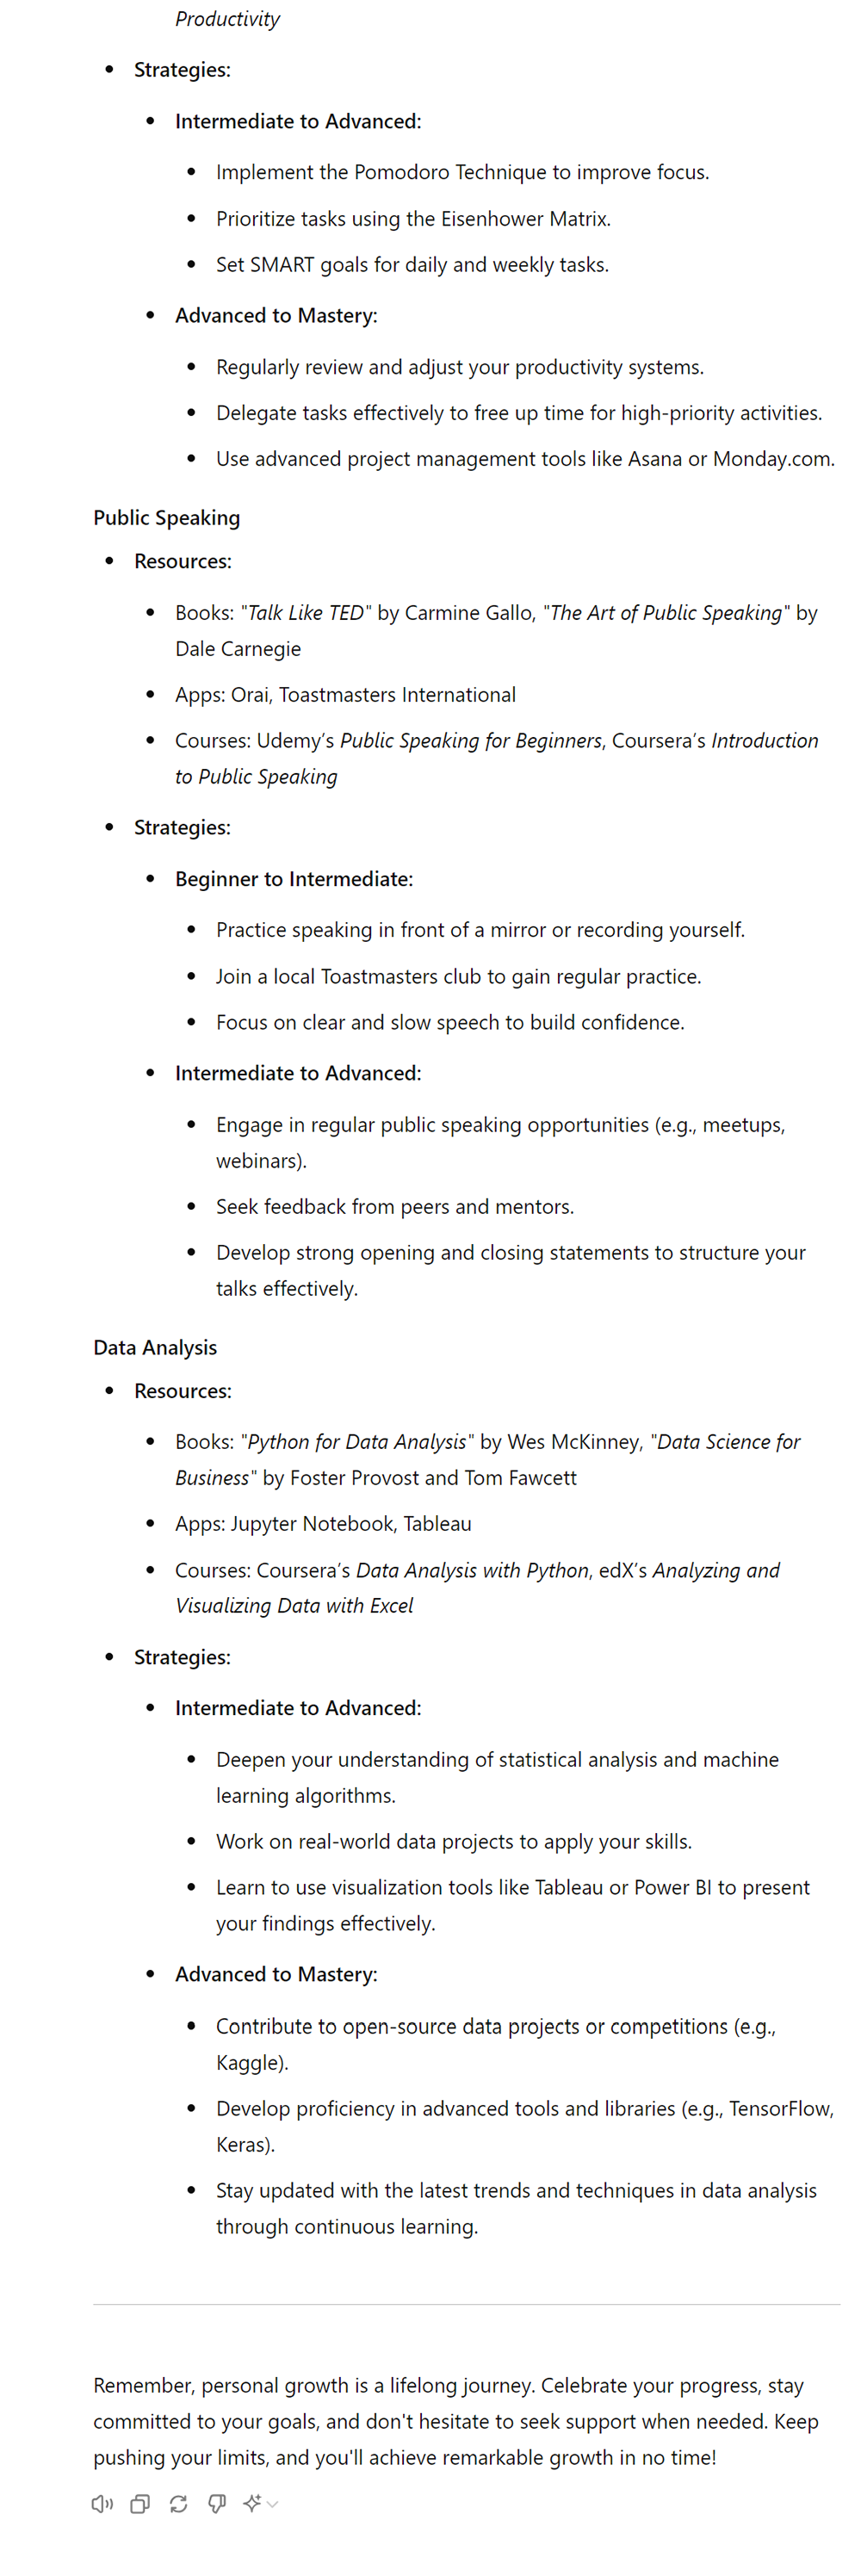 Productivity
Strategies:
Intermediate to Advanced:
Implement the Pomodoro Technique to improve focus.
Prioritize tasks using the Eisenhower Matrix.
Set SMART goals for daily and weekly tasks.
Advanced to Mastery:
Regularly review and adjust your productivity systems.
Delegate tasks effectively to free up time for high-priority activities.
Use advanced project management tools like Asana or Monday.com.
Public Speaking
Resources:
Books: "Talk Like TED" by Carmine Gallo, "The Art of Public Speaking" by
Dale Carnegie
Apps: Orai, Toastmasters International
Courses: Udemy’s Public Speaking for Beginners, Coursera’s Introduction
to Public Speaking
Strategies:
Beginner to Intermediate:
Practice speaking in front of a mirror or recording yourself.
Join a local Toastmasters club to gain regular practice.
Focus on clear and slow speech to build confidence.
Intermediate to Advanced:
Engage in regular public speaking opportunities (e.g., meetups,
webinars).
Seek feedback from peers and mentors.
Develop strong opening and closing statements to structure your
talks effectively.
Data Analysis
Resources:
Books: "Python for Data Analysis" by Wes McKinney, "Data Science for
Business" by Foster Provost and Tom Fawcett
Apps: Jupyter Notebook, Tableau
Courses: Coursera’s Data Analysis with Python, edX’s Analyzing and
Visualizing Data with Excel
Strategies:
Intermediate to Advanced:
Deepen your understanding of statistical analysis and machine
learning algorithms.
Work on real-world data projects to apply your skills.
Learn to use visualization tools like Tableau or Power BI to present
your findings effectively.
Advanced to Mastery:
Contribute to open-source data projects or competitions (e.g.,
Kaggle).
Develop proficiency in advanced tools and libraries (e.g., TensorFlow,
Keras).
Stay updated with the latest trends and techniques in data analysis
through continuous learning.
Remember, personal growth is a lifelong journey. Celebrate your progress, stay
committed to your goals, and don't hesitate to seek support when needed. Keep
pushing your limits, and you'll achieve remarkable growth in no time!